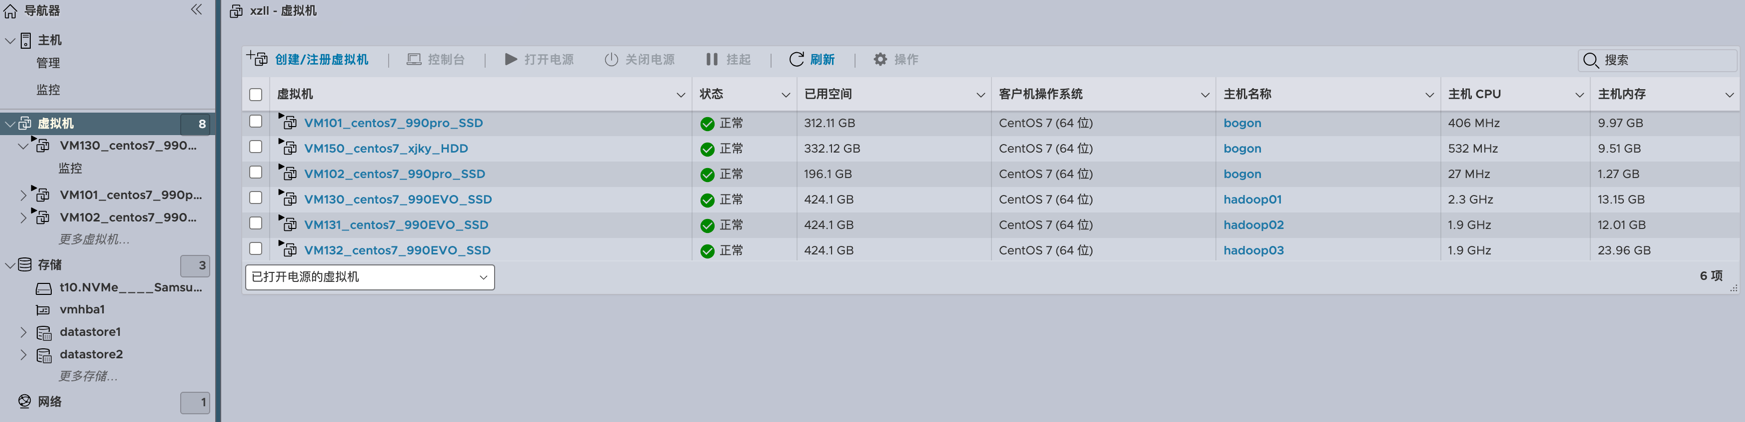 导航器
xzll - 虚拟机
主机
管理
监控
虚拟机 8
VM130_centos7_990...
监控
VM101_centos7_990p...
VM102_centos7_990...
更多虚拟机...
存储 3
t10.NVMe____Samsu...
vmhba1
datastore1
datastore2
更多存储...
网络 1
创建/注册虚拟机 | 控制台 | 打开电源 关闭电源 挂起 | 刷新 | 操作
搜索
虚拟机 状态 已用空间 客户机操作系统 主机名称 主机 CPU 主机内存
VM101_centos7_990pro_SSD 正常 312.11 GB CentOS 7 (64 位) bogon 406 MHz 9.97 GB
VM150_centos7_xjky_HDD 正常 332.12 GB CentOS 7 (64 位) bogon 532 MHz 9.51 GB
VM102_centos7_990pro_SSD 正常 196.1 GB CentOS 7 (64 位) bogon 27 MHz 1.27 GB
VM130_centos7_990EVO_SSD 正常 424.1 GB CentOS 7 (64 位) hadoop01 2.3 GHz 13.15 GB
VM131_centos7_990EVO_SSD 正常 424.1 GB CentOS 7 (64 位) hadoop02 1.9 GHz 12.01 GB
VM132_centos7_990EVO_SSD 正常 424.1 GB CentOS 7 (64 位) hadoop03 1.9 GHz 23.96 GB
已打开电源的虚拟机
6 项